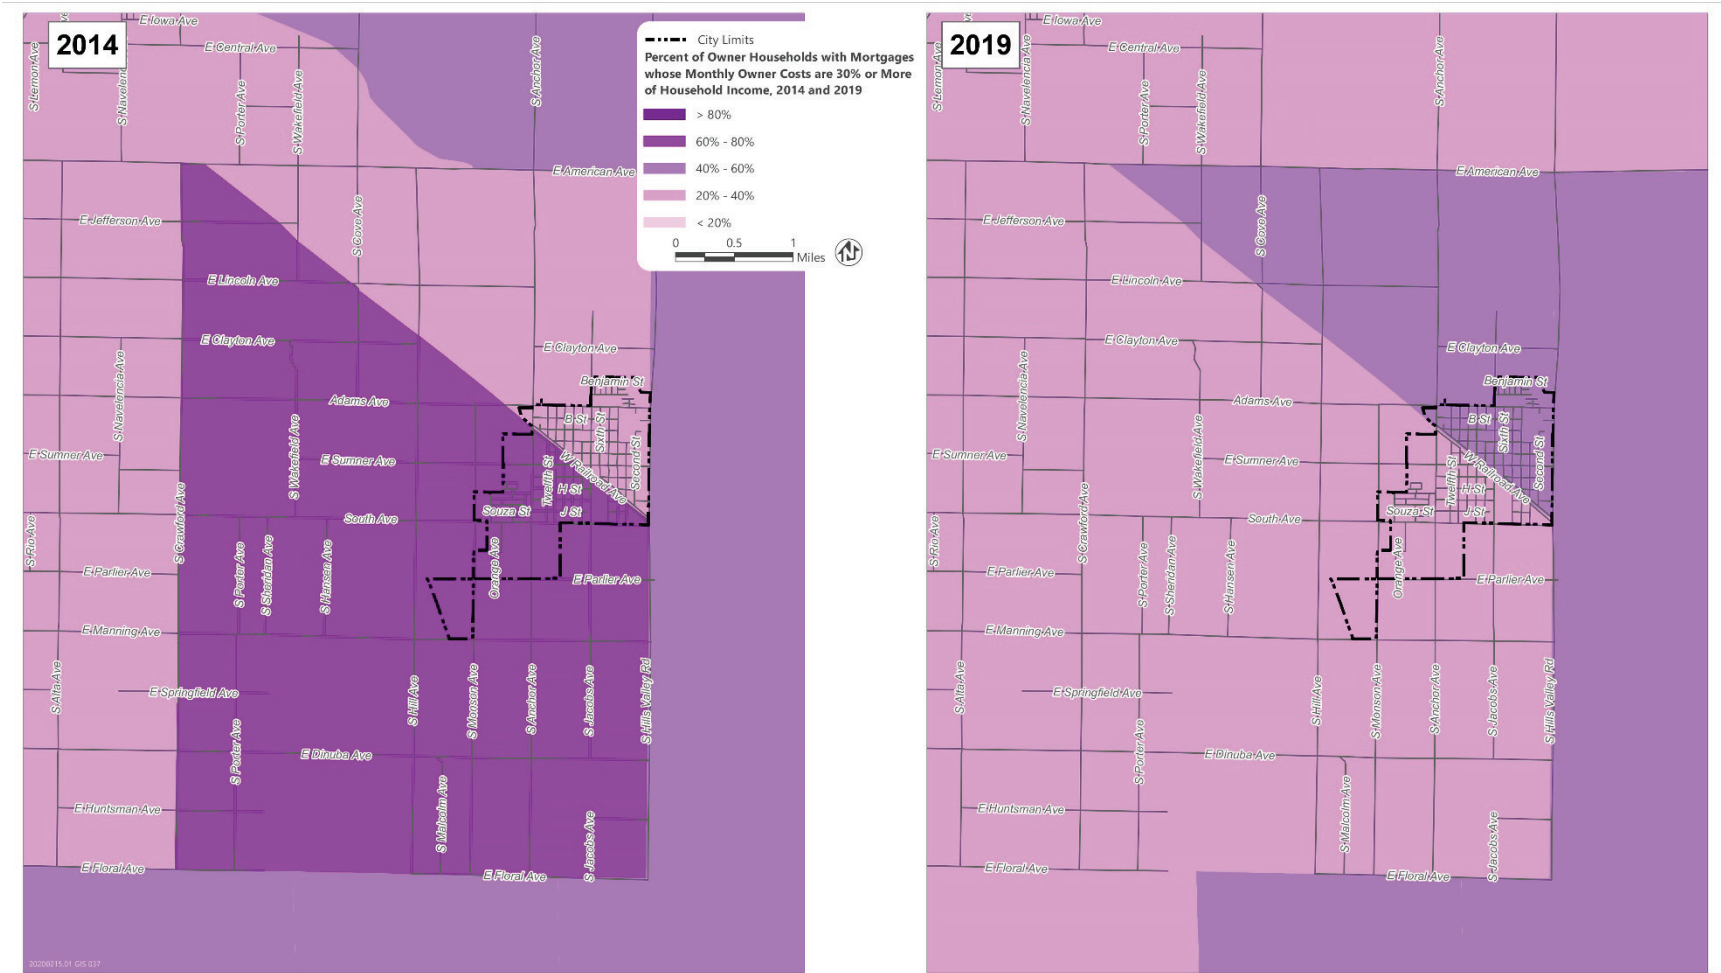 2014
E Iowa Ave
E Central Ave
S Lemon Ave
S Navelencia
S Porter Ave
S Wakefield Ave
S Anchor Ave
E American Ave
E Jefferson Ave
S Cove Ave
E Lincoln Ave
E Clayton Ave
E Clayton Ave
S Navelencia Ave
Benjamin St
Adams Ave
B St
Sixth St
Second St
S Wakefield Ave
E Sumner Ave
E Sumner Ave
W Railroad Ave
Twelfth St
H St
S Crawford Ave
Souza St
J St
South Ave
S Rio Ave
S Porter Ave
S Sheridan Ave
S Hansen Ave
Orange Ave
E Parlier Ave
E Parlier Ave
E Manning Ave
S Alta Ave
E Springfield Ave
S Hill Ave
S Monson Ave
S Anchor Ave
S Jacobs Ave
S Hills Valley Rd
S Porter Ave
E Dinuba Ave
E Huntsman Ave
S Malcolm Ave
S Jacobs Ave
E Floral Ave
E Floral Ave
20200215.01 GIS 037
City Limits
Percent of Owner Households with Mortgages
whose Monthly Owner Costs are 30% or More
of Household Income, 2014 and 2019
> 80%
60% - 80%
40% - 60%
20% - 40%
< 20%
0 0.5 1
Miles
N
2019
E Iowa Ave
E Central Ave
S Lemon Ave
S Navelencia Ave
S Porter Ave
S Wakefield Ave
S Anchor Ave
E American Ave
E Jefferson Ave
S Cove Ave
E Lincoln Ave
E Clayton Ave
E Clayton Ave
S Navelencia Ave
Benjamin St
Adams Ave
B St
Sixth St
Second St
S Wakefield Ave
E Sumner Ave
E Sumner Ave
W Railroad Ave
Twelfth St
H St
S Crawford Ave
Souza St
J St
South Ave
S Rio Ave
S Porter Ave
S Sheridan Ave
S Hansen Ave
Orange Ave
E Parlier Ave
E Parlier Ave
E Manning Ave
S Alta Ave
E Springfield Ave
S Hill Ave
S Monson Ave
S Anchor Ave
S Jacobs Ave
S Hills Valley Rd
S Porter Ave
E Dinuba Ave
E Huntsman Ave
S Malcolm Ave
S Jacobs Ave
E Floral Ave
E Floral Ave